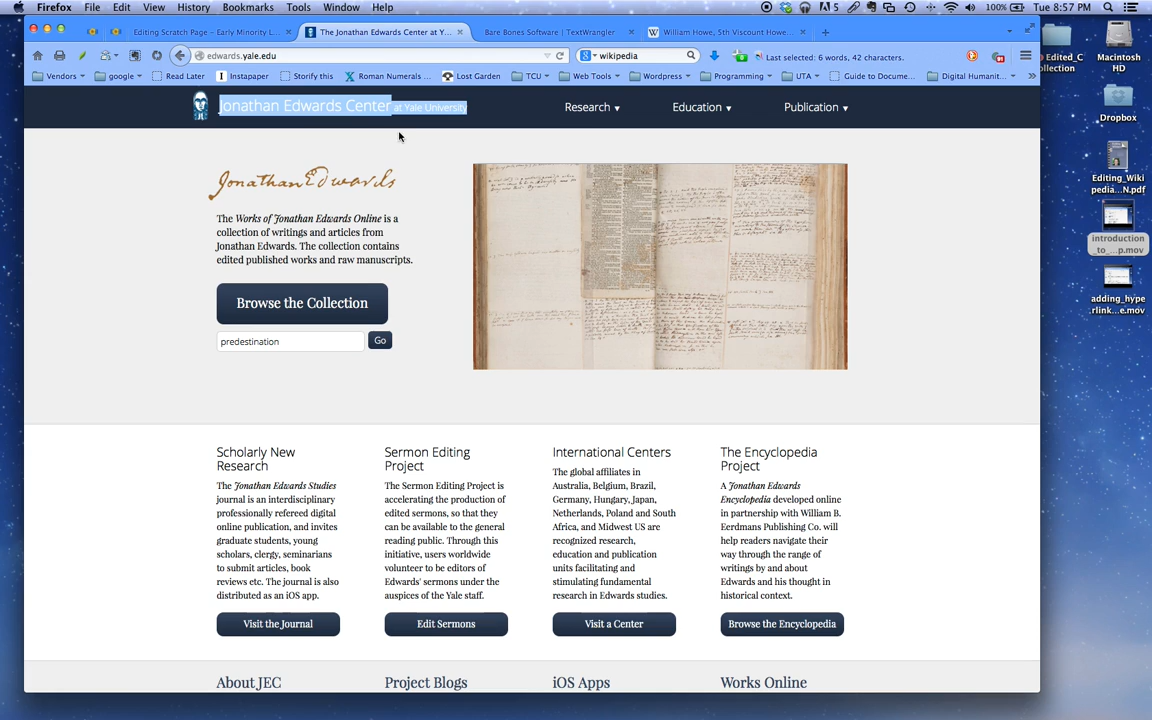 Firefox File Edit View History Bookmarks Tools Window Help 5 100% Tue 8:57 PM
Editing Scratch Page – Early Minority L... The Jonathan Edwards Center at Y... Bare Bones Software | TextWrangler William Howe, 5th Viscount Howe...
edwards.yale.edu wikipedia Last selected: 6 words, 42 characters.
Vendors google Read Later Instapaper Storify this Roman Numerals ... Lost Garden TCU Web Tools Wordpress Programming UTA Guide to Docume... Digital Humanit...
Jonathan Edwards Center at Yale University Research Education Publication
Jonathan Edwards
The Works of Jonathan Edwards Online is a
collection of writings and articles from
Jonathan Edwards. The collection contains
edited published works and raw manuscripts.
Browse the Collection
predestination Go
Scholarly New
Research
The Jonathan Edwards Studies
journal is an interdisciplinary
professionally refereed digital
online publication, and invites
graduate students, young
scholars, clergy, seminarians
to submit articles, book
reviews etc. The journal is also
distributed as an iOS app.
Visit the Journal
Sermon Editing
Project
The Sermon Editing Project is
accelerating the production of
edited sermons, so that they
can be available to the general
reading public. Through this
initiative, users worldwide
volunteer to be editors of
Edwards' sermons under the
auspices of the Yale staff.
Edit Sermons
International Centers
The global affiliates in
Australia, Belgium, Brazil,
Germany, Hungary, Japan,
Netherlands, Poland and South
Africa, and Midwest US are
recognized research,
education and publication
units facilitating and
stimulating fundamental
research in Edwards studies.
Visit a Center
The Encyclopedia
Project
A Jonathan Edwards
Encyclopedia developed online
in partnership with William B.
Eerdmans Publishing Co. will
help readers navigate their
way through the range of
writings by and about
Edwards and his thought in
historical context.
Browse the Encyclopedia
About JEC Project Blogs iOS Apps Works Online
Edited_C
ollection
Macintosh
HD
Dropbox
Editing_Wiki
pedia...N.pdf
introduction
_to_...p.mov
adding_hype
rlink...e.mov